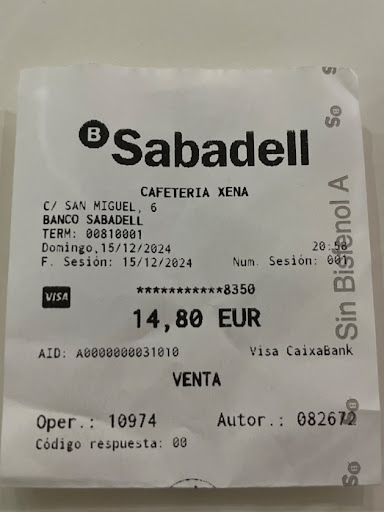 B Sabadell
CAFETERIA XENA
C/ SAN MIGUEL, 6
BANCO SABADELL
TERM: 00810001
Domingo,15/12/2024 20:58
F. Sesión: 15/12/2024 Num. Sesión: 001
VISA ***********8350
14,80 EUR
AID: A0000000031010 Visa CaixaBank
VENTA
Oper.: 10974 Autor.: 082672
Código respuesta: 00
Sin Bisfenol A